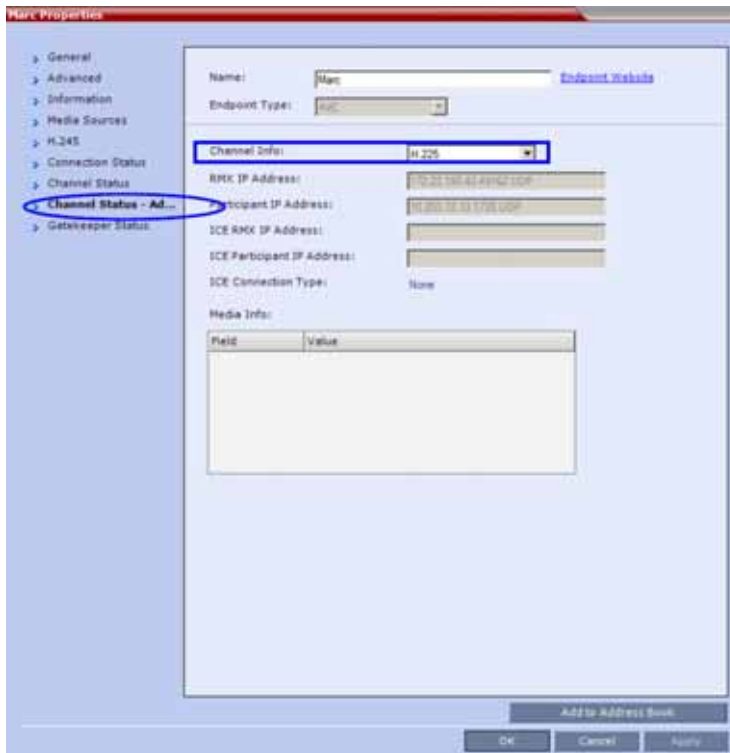 Marc Properties
General
Advanced
Information
Media Sources
H.245
Connection Status
Channel Status
Channel Status - Ad...
Gatekeeper Status
Name: Marc Endpoint Website
Endpoint Type: AVC
Channel Info: H.225
RMX IP Address:
Participant IP Address:
ICE RMX IP Address:
ICE Participant IP Address:
ICE Connection Type: None
Media Info:
Field Value
Add to Address Book
OK Cancel Apply